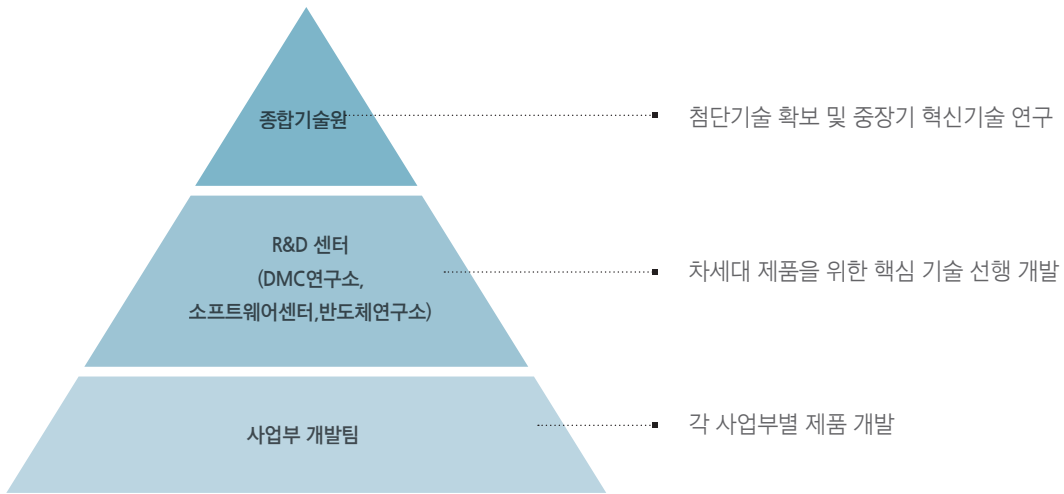 종합기술원
첨단기술 확보 및 중장기 혁신기술 연구
R&D 센터
(DMC연구소,
소프트웨어센터,반도체연구소)
차세대 제품을 위한 핵심 기술 선행 개발
사업부 개발팀
각 사업부별 제품 개발